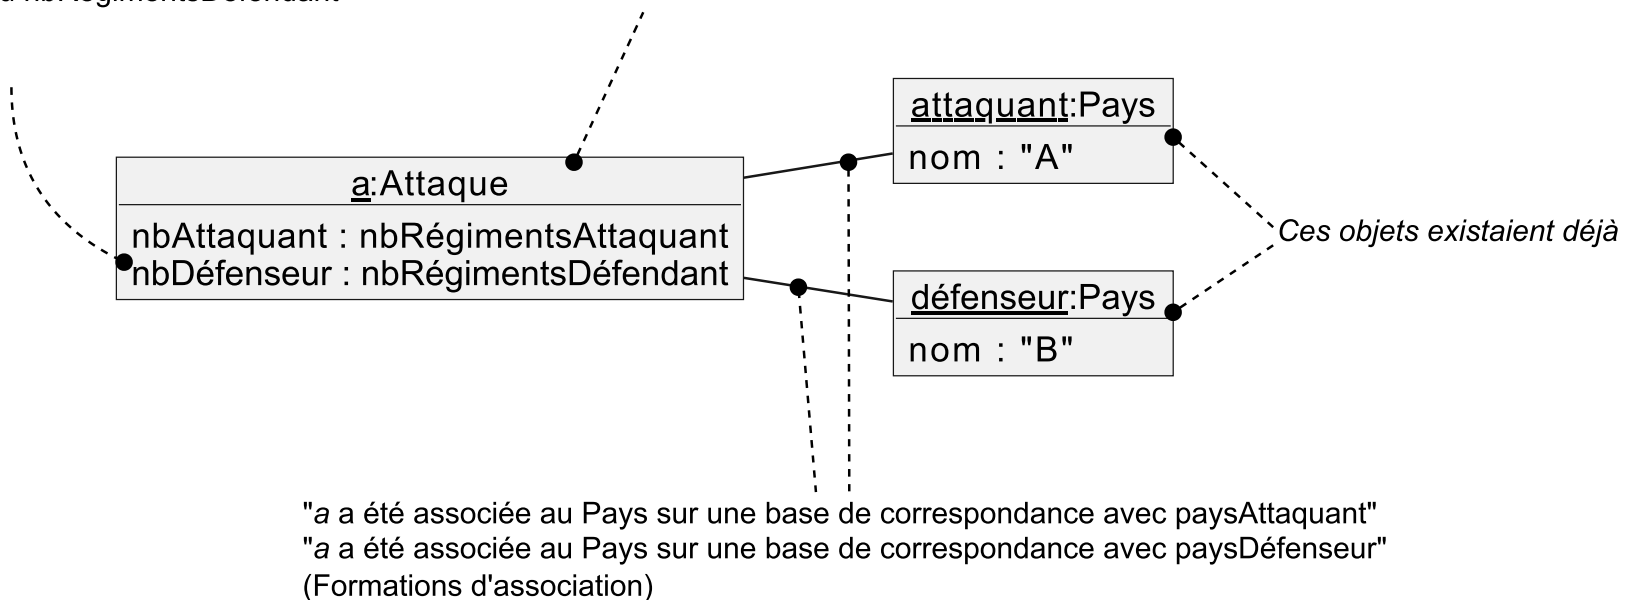 nbRégimentsDéfendant
attaquant:Pays
nom : "A"
a:Attaque
nbAttaquant : nbRégimentsAttaquant
nbDéfenseur : nbRégimentsDéfendant
Ces objets existaient déjà
défenseur:Pays
nom : "B"
"a a été associée au Pays sur une base de correspondance avec paysAttaquant"
"a a été associée au Pays sur une base de correspondance avec paysDéfenseur"
(Formations d'association)